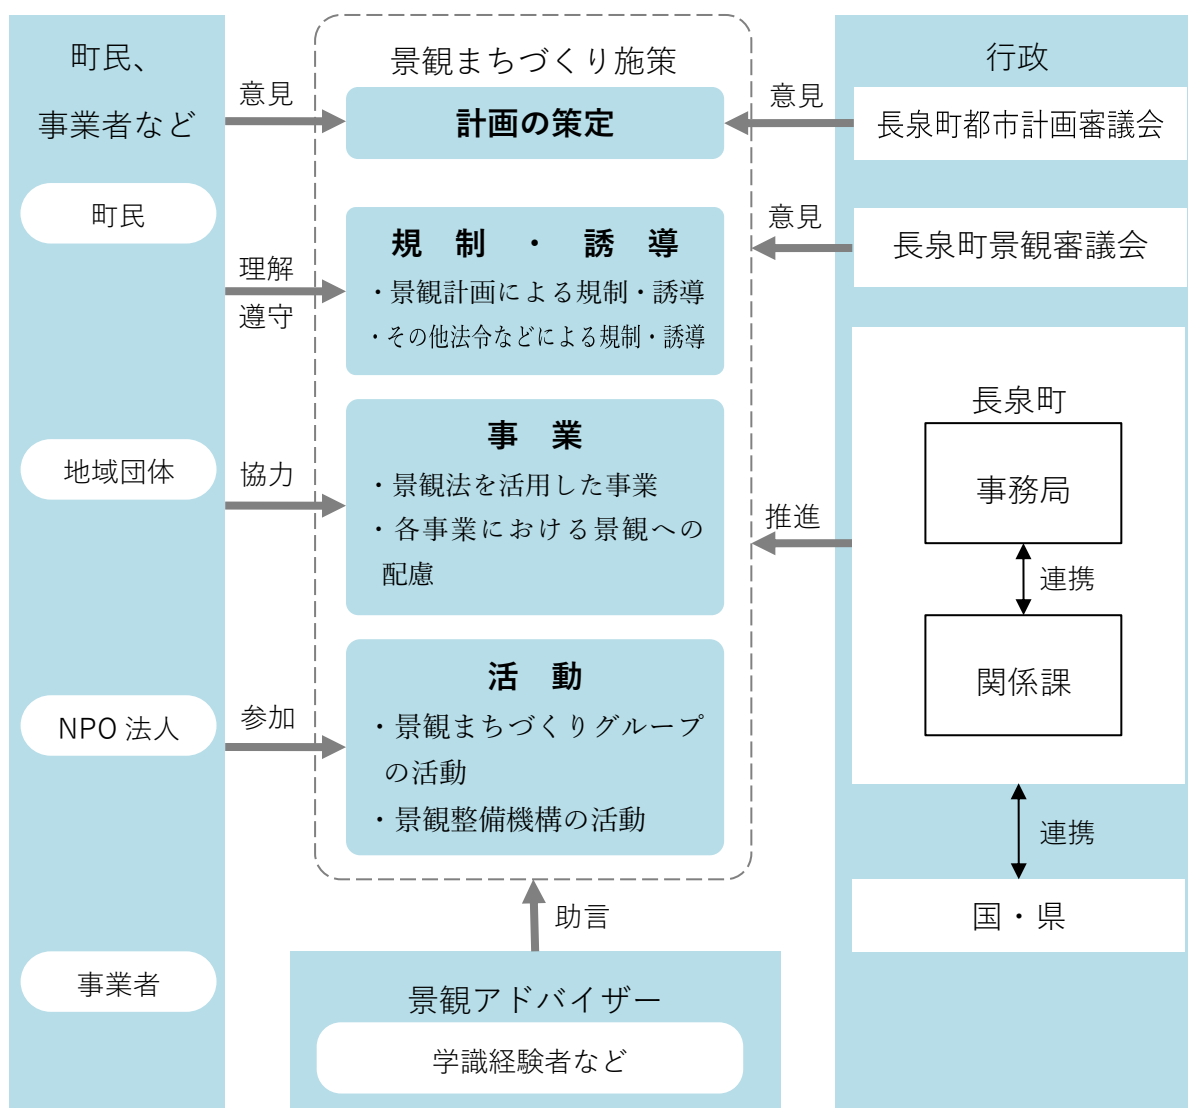 町民、
事業者など
町民
地域団体
NPO 法人
事業者
意見
理解
遵守
協力
参加
景観まちづくり施策
計画の策定
規 制 ・ 誘 導
・景観計画による規制・誘導
・その他法令などによる規制・誘導
事 業
・景観法を活用した事業
・各事業における景観への
配慮
活 動
・景観まちづくりグループ
の活動
・景観整備機構の活動
助言
景観アドバイザー
学識経験者など
意見
意見
推進
行政
長泉町都市計画審議会
長泉町景観審議会
長泉町
事務局
連携
関係課
連携
国・県